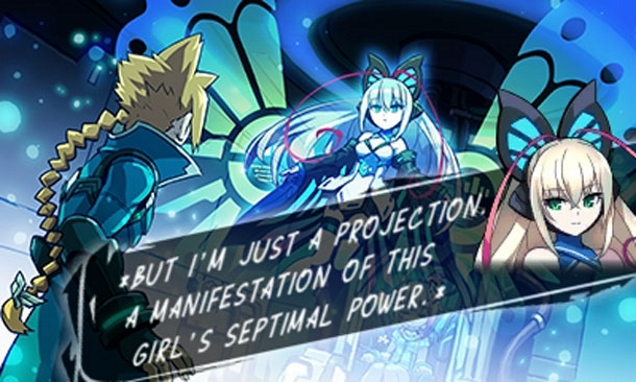 *BUT I'M JUST A PROJECTION,
A MANIFESTATION OF THIS
GIRL'S SEPTIMAL POWER.*